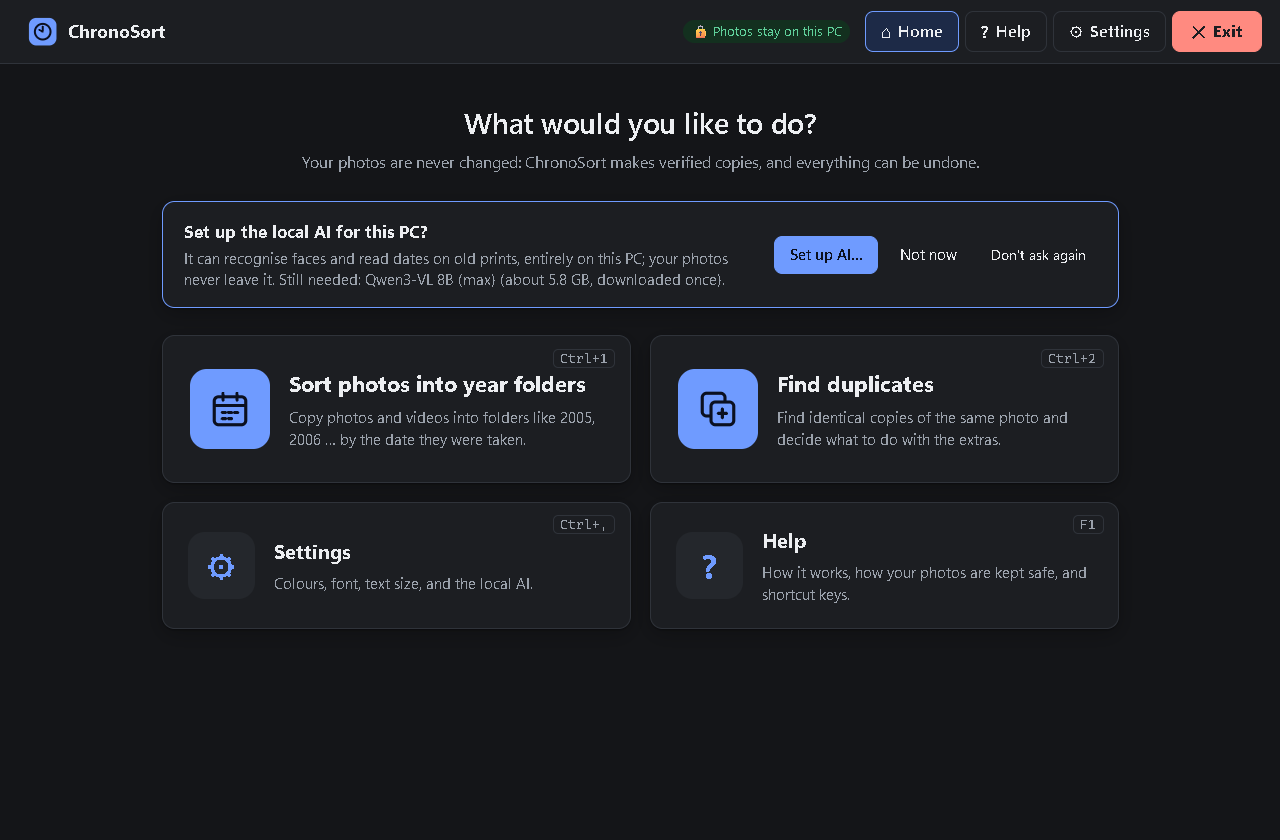 ChronoSort
🔒 Photos stay on this PC
⌂ Home
? Help
⚙ Settings
✕ Exit
What would you like to do?
Your photos are never changed: ChronoSort makes verified copies, and everything can be undone.
Set up the local AI for this PC?
It can recognise faces and read dates on old prints, entirely on this PC; your photos
never leave it. Still needed: Qwen3-VL 8B (max) (about 5.8 GB, downloaded once).
Set up AI...
Not now
Don't ask again
Ctrl+1
Sort photos into year folders
Copy photos and videos into folders like 2005,
2006 ... by the date they were taken.
Ctrl+2
Find duplicates
Find identical copies of the same photo and
decide what to do with the extras.
Ctrl+,
Settings
Colours, font, text size, and the local AI.
F1
?
Help
How it works, how your photos are kept safe, and
shortcut keys.